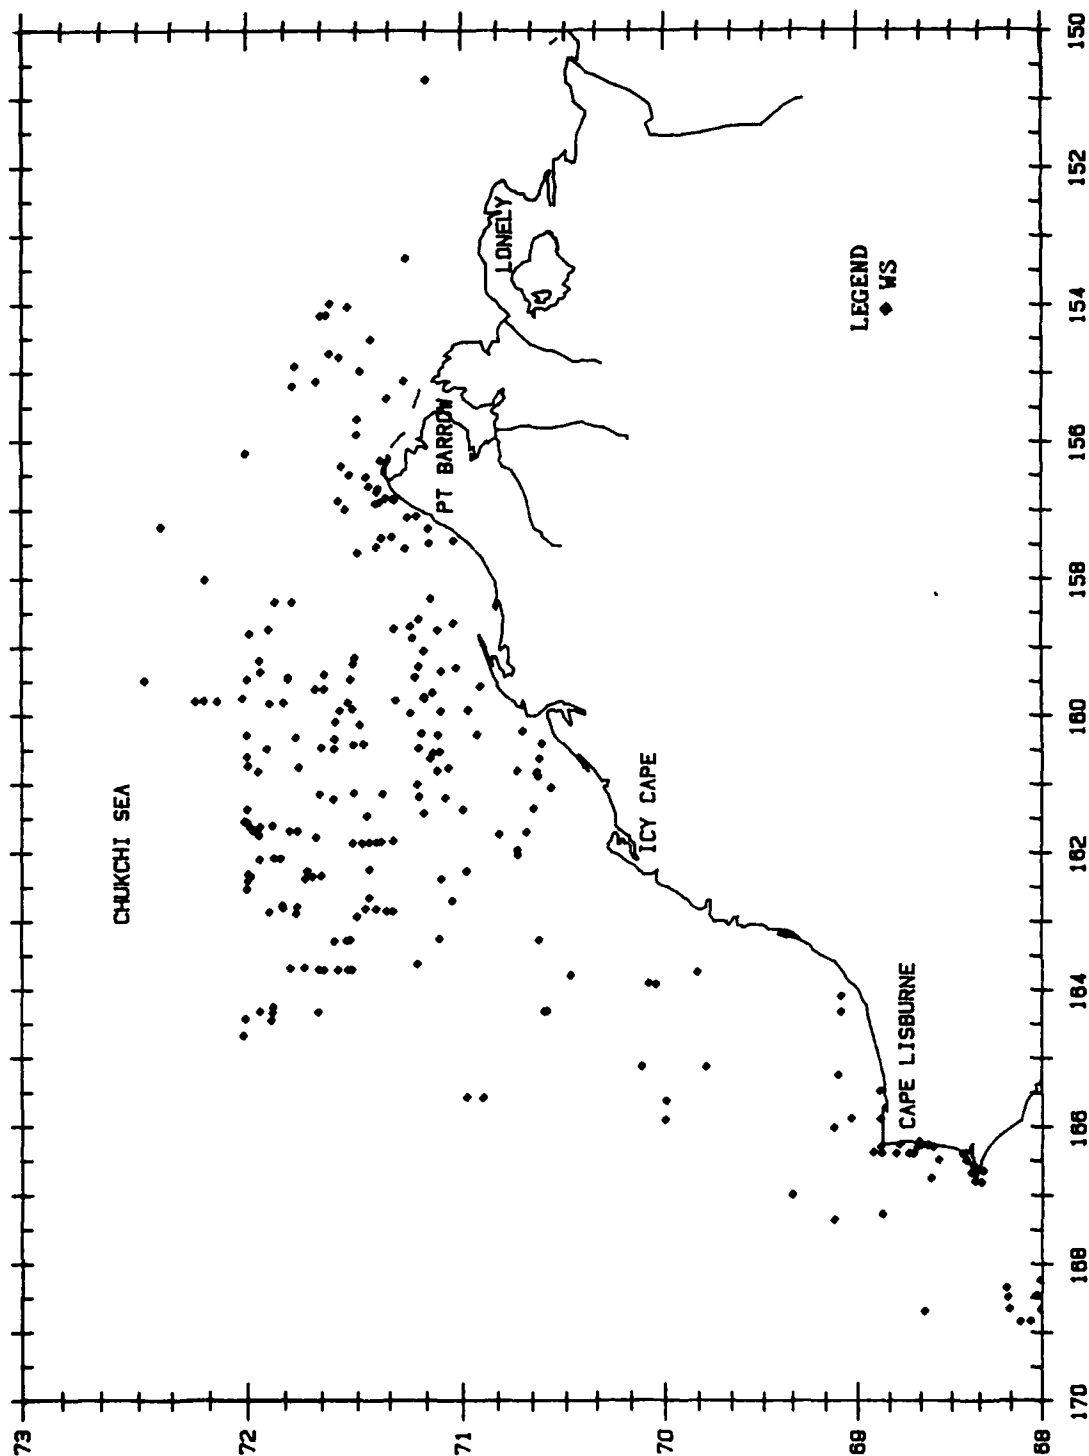 CHUKCHI SEA
LONELY
PT BARROW
ICY CAPE
CAPE LISBURNE
LEGEND
◆ WS
73
72
71
70
69
68
170
168
166
164
162
160
158
156
154
152
150